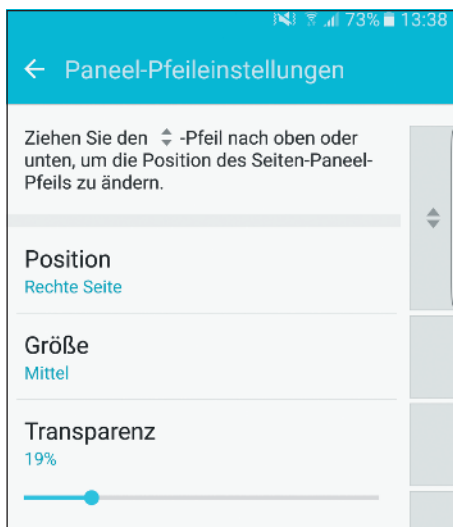 73% 13:38
Paneel-Pfeileinstellungen
Ziehen Sie den -Pfeil nach oben oder
unten, um die Position des Seiten-Paneel-
Pfeils zu ändern.
Position
Rechte Seite
Größe
Mittel
Transparenz
19%